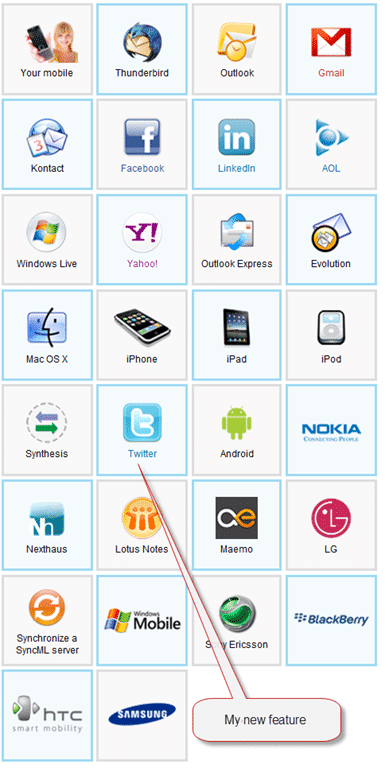 Your mobile
Thunderbird
Outlook
Gmail
3
Kontact
f
Facebook
in
LinkedIn
AOL
Windows Live
Y!
Yahoo!
Outlook Express
Evolution
Mac OS X
iPhone
iPad
iPod
Synthesis
t
Twitter
Android
NOKIA
CONNECTING PEOPLE
Nh
Nexthaus
Lotus Notes
ae
Maemo
LG
LG
Synchronize a
SyncML server
Windows
Mobile
Sony Ericsson
BlackBerry
hTC
smart mobility
SAMSUNG
My new feature